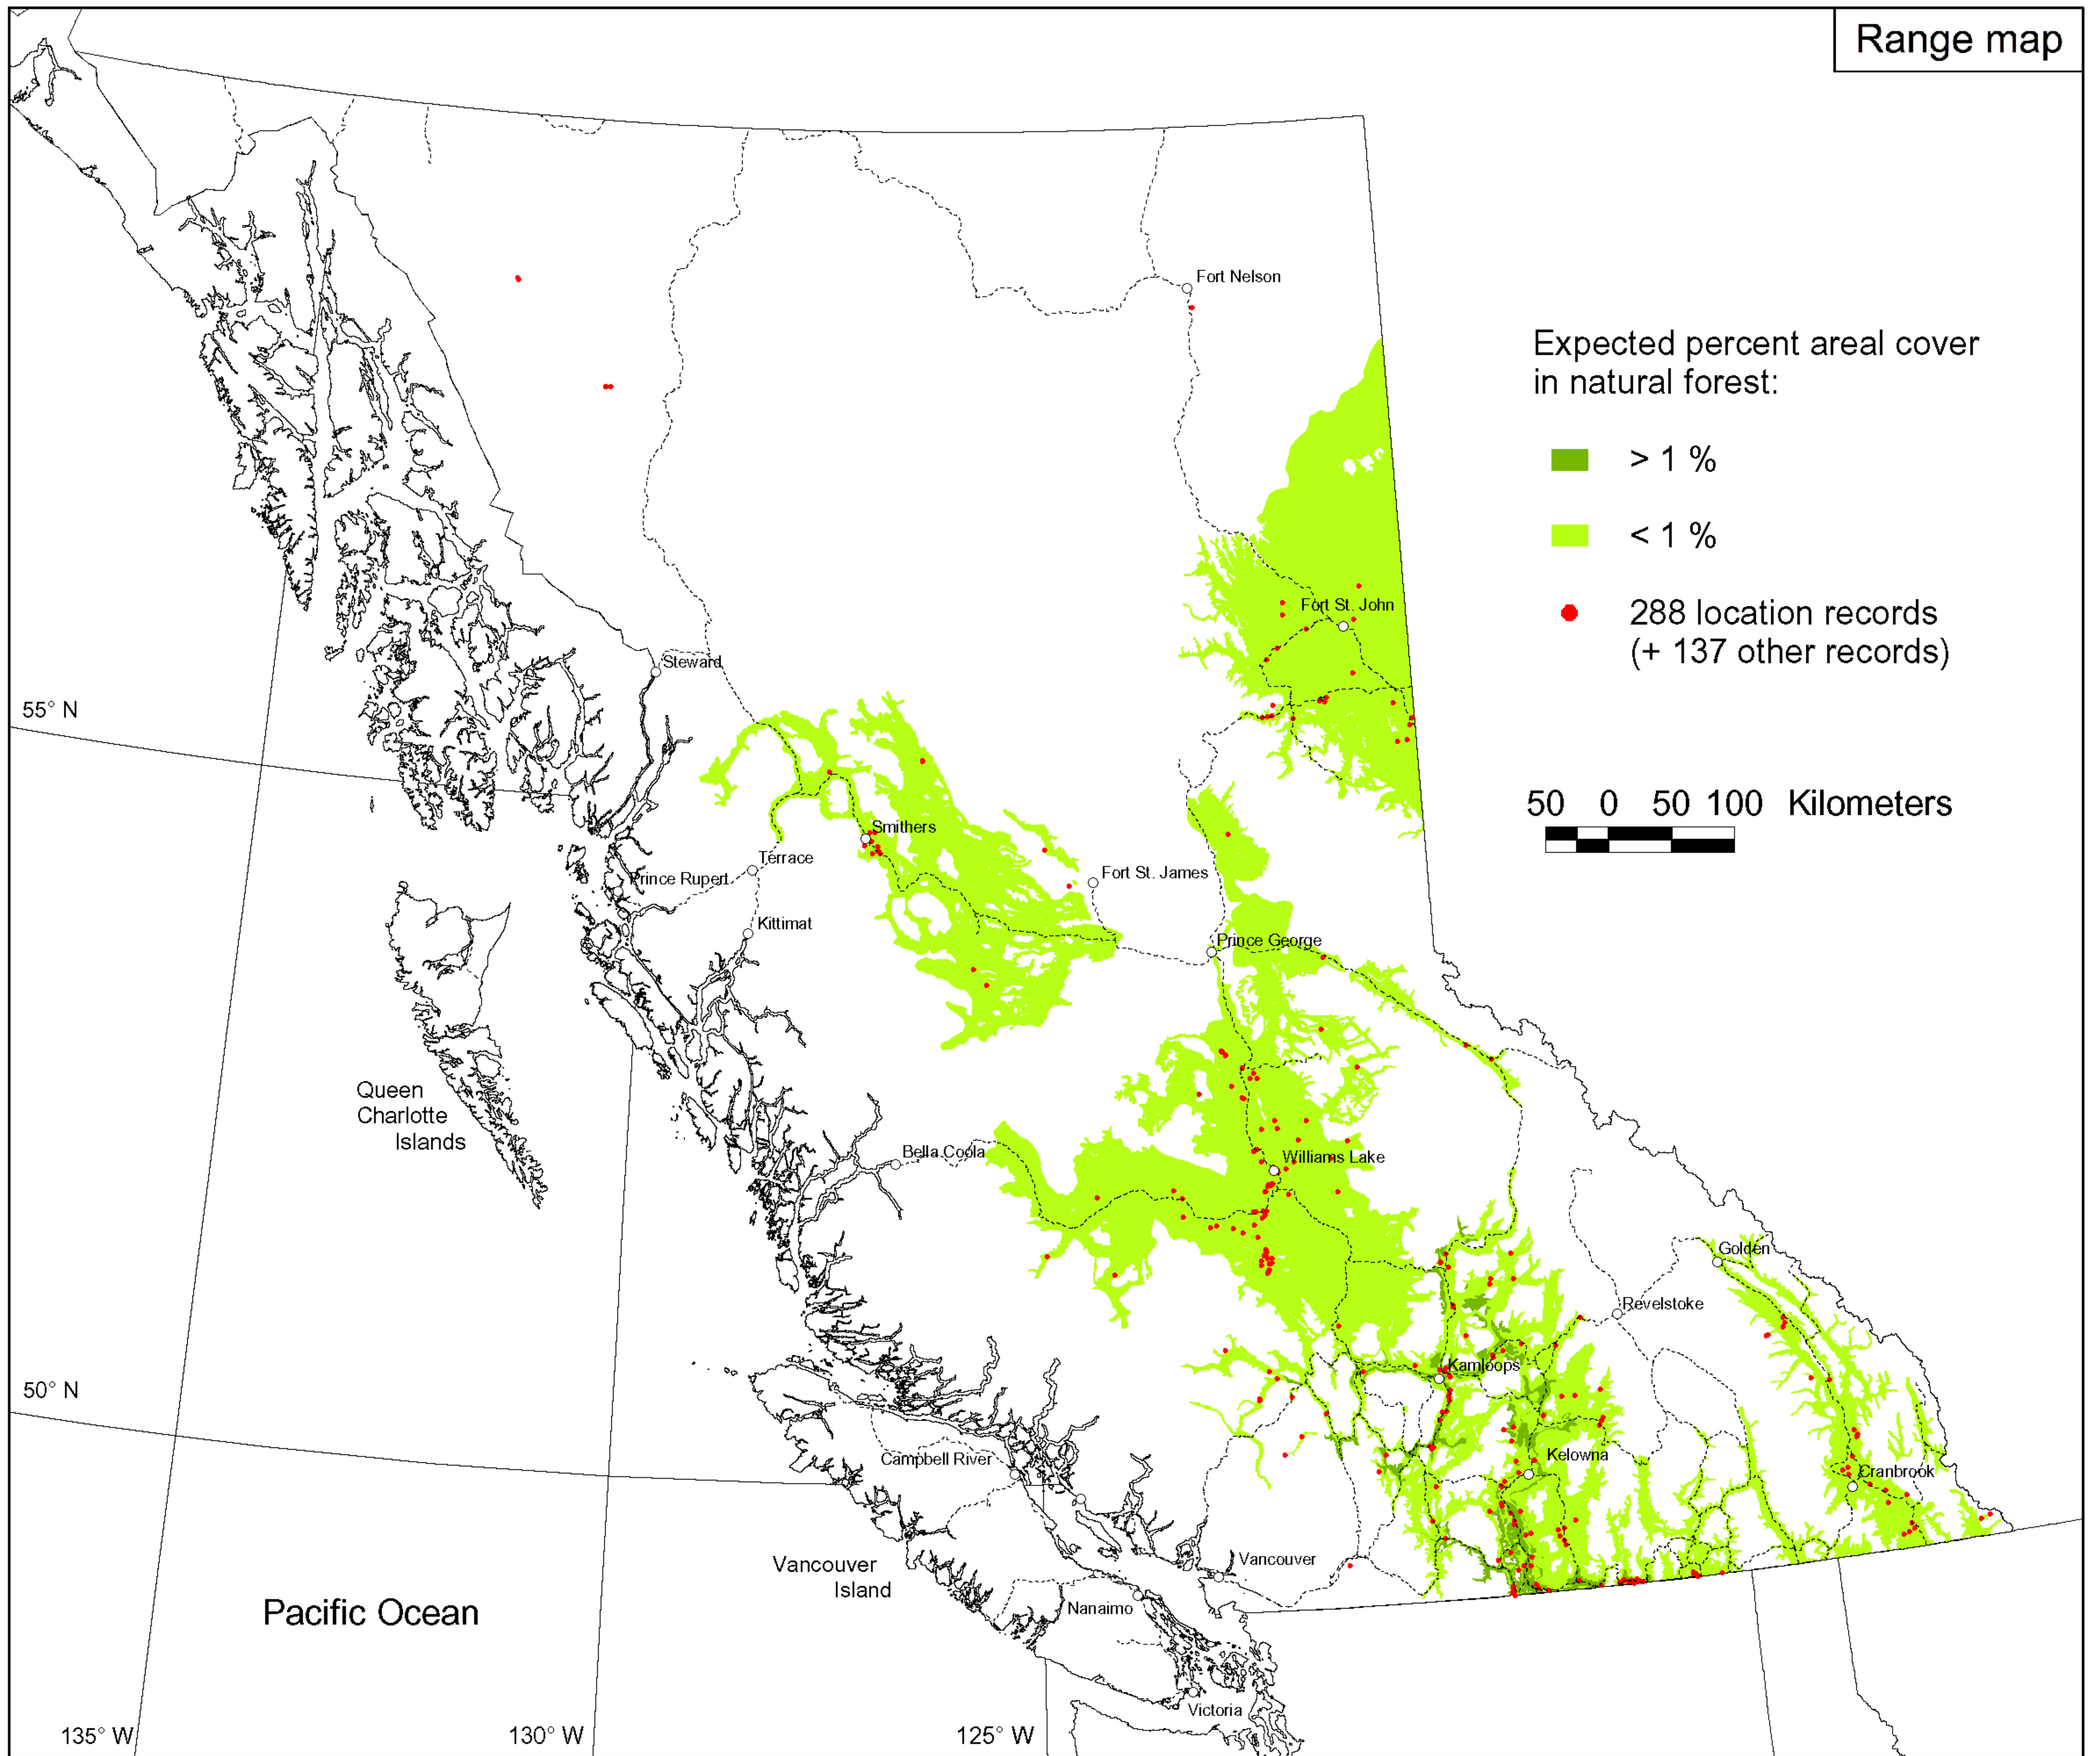 Range map
Fort Nelson
Expected percent areal cover
in natural forest:
> 1 %
< 1 %
288 location records
(+ 137 other records)
Fort St. John
Steward
55° N
50 0 50 100 Kilometers
Smithers
Terrace
Fort St. James
Prince Rupert
Kittimat
Prince George
Queen
Charlotte
Islands
Bella Coola
Williams Lake
Golden
Revelstoke
Kamloops
50° N
Campbell River
Kelowna
Cranbrook
Vancouver
Island
Vancouver
Pacific Ocean
Nanaimo
Victoria
135° W
130° W
125° W